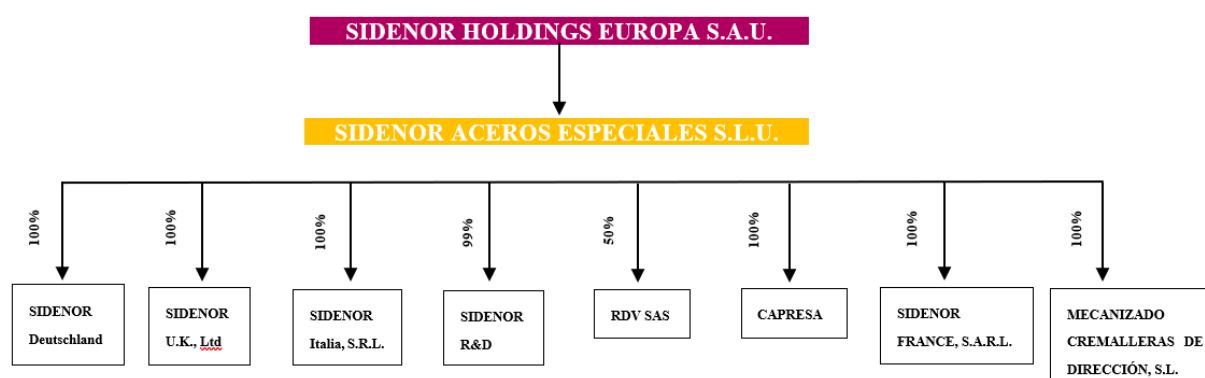 SIDENOR HOLDINGS EUROPA S.A.U.
SIDENOR ACEROS ESPECIALES S.L.U.
100%
100%
100%
99%
50%
100%
100%
100%
SIDENOR
Deutschland
SIDENOR
U.K., Ltd
SIDENOR
Italia, S.R.L.
SIDENOR
R&D
RDV SAS
CAPRESA
SIDENOR
FRANCE, S.A.R.L.
MECANIZADO
CREMALLERAS DE
DIRECCIÓN, S.L.